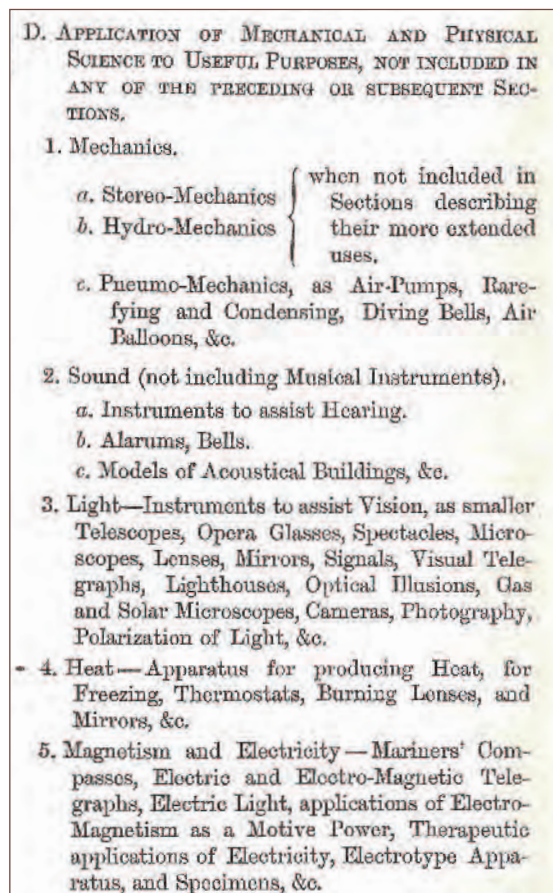 D. APPLICATION OF MECHANICAL AND PHYSICAL
SCIENCE TO USEFUL PURPOSES, NOT INCLUDED IN
ANY OF THE PRECEDING OR SUBSEQUENT SEC-
TIONS.
1. Mechanics.
a. Stereo-Mechanics
b. Hydro-Mechanics
when not included in
Sections describing
their more extended
uses.
c. Pneumo-Mechanics, as Air-Pumps, Rare-
fying and Condensing, Diving Bells, Air
Balloons, &c.
2. Sound (not including Musical Instruments).
a. Instruments to assist Hearing.
b. Alarums, Bells.
c. Models of Acoustical Buildings, &c.
3. Light—Instruments to assist Vision, as smaller
Telescopes, Opera Glasses, Spectacles, Micro-
scopes, Lenses, Mirrors, Signals, Visual Tele-
graphs, Lighthouses, Optical Illusions, Gas
and Solar Microscopes, Cameras, Photography,
Polarization of Light, &c.
4. Heat—Apparatus for producing Heat, for
Freezing, Thermostats, Burning Lenses, and
Mirrors, &c.
5. Magnetism and Electricity—Mariners' Com-
passes, Electric and Electro-Magnetic Tele-
graphs, Electric Light, applications of Electro-
Magnetism as a Motive Power, Therapeutic
applications of Electricity, Electrotype Appa-
ratus, and Specimens, &c.